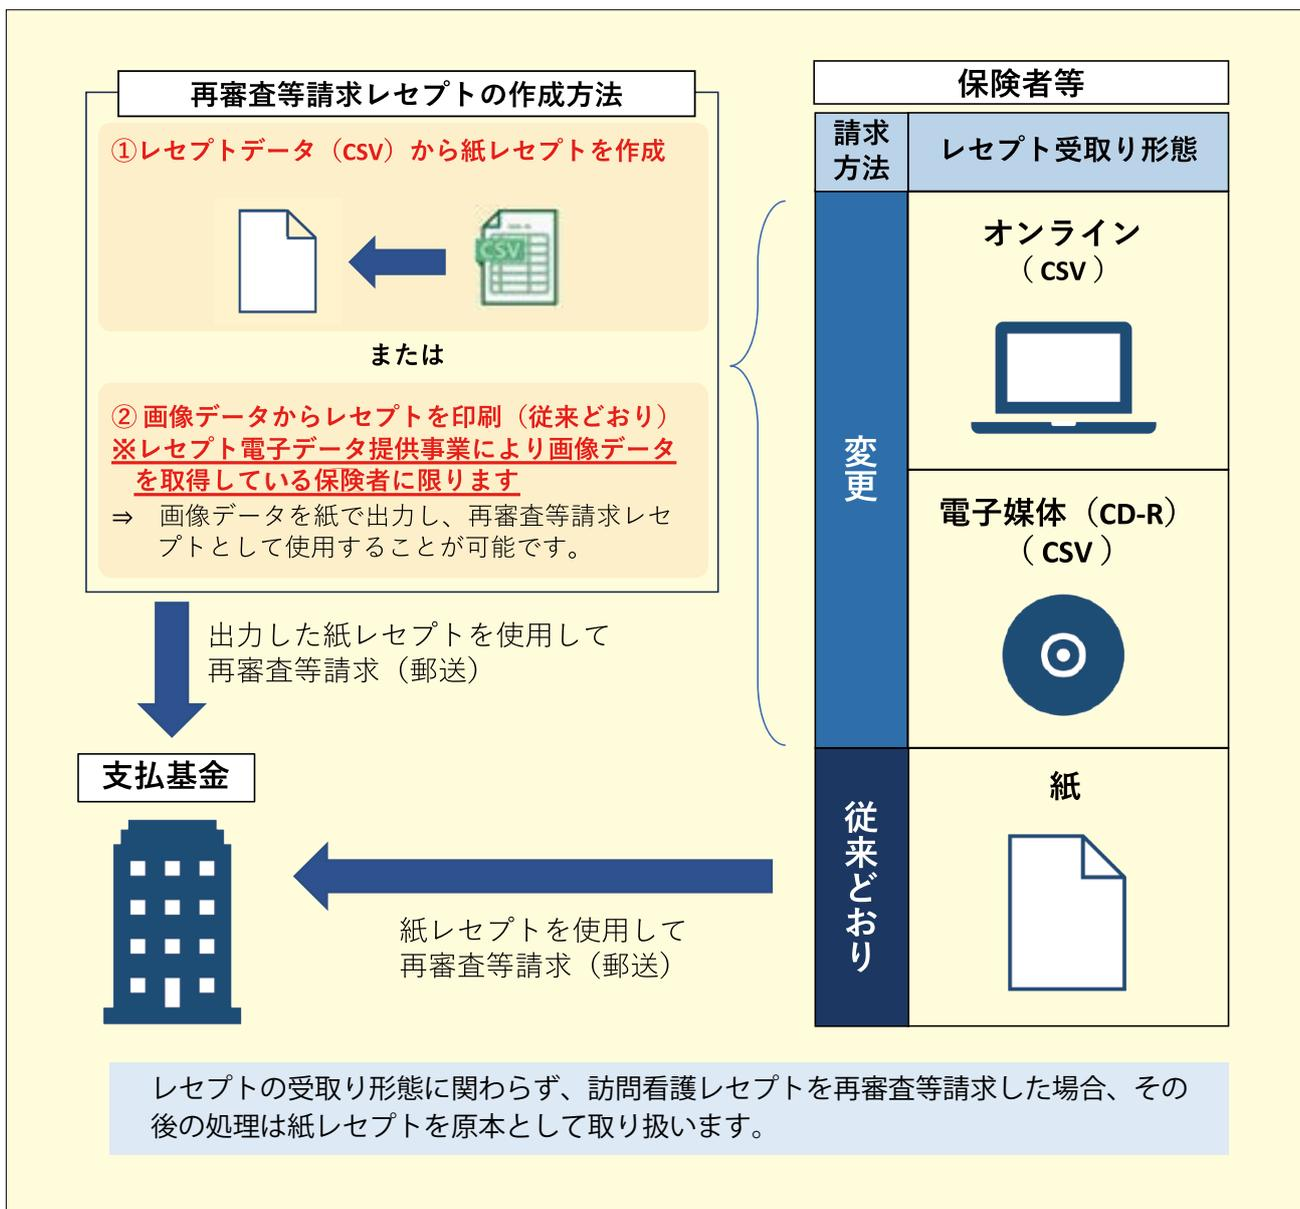 再審査等請求レセプトの作成方法
①レセプトデータ（CSV）から紙レセプトを作成
CSV
または
② 画像データからレセプトを印刷（従来どおり）
※レセプト電子データ提供事業により画像データ
を取得している保険者に限ります
⇒　画像データを紙で出力し、再審査等請求レセ
プトとして使用することが可能です。
出力した紙レセプトを使用して
再審査等請求（郵送）
支払基金
紙レセプトを使用して
再審査等請求（郵送）
保険者等
請求
方法
レセプト受取り形態
変更
オンライン
（CSV）
電子媒体（CD-R）
（CSV）
従来どおり
紙
レセプトの受取り形態に関わらず、訪問看護レセプトを再審査等請求した場合、その
後の処理は紙レセプトを原本として取り扱います。